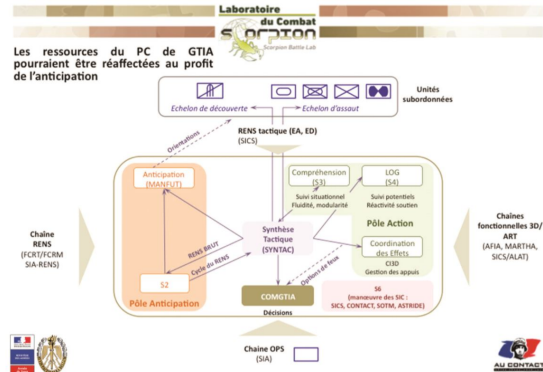 Laboratoire
du Combat
SCORPION
Scorpion Battle Lab
Les ressources du PC de GTIA
pourraient être réaffectées au profit
de l'anticipation
Echelon de découverte
Echelon d'assaut
Unités
subordonnées
Orientations
RENS tactique (EA, ED)
(SICS)
Anticipation
(MANFUT)
Compréhension
(S3)
LOG
(S4)
Suivi situationnel
Fluidité, modularité
Suivi potentiels
Réactivité soutien
Pôle Action
Chaîne
RENS
(FCRT/FCRM
SIA-RENS)
Synthèse
Tactique
(SYNTAC)
Coordination
des Effets
CI3D
Gestion des appuis
Chaînes
fonctionnelles 3D/
ART
(AFIA, MARTHA,
SICS/ALAT)
RENS BRUT
Cycle du RENS
Options de feux
S2
Pôle Anticipation
COMGTIA
Décisions
S6
(manœuvre des SIC :
SICS, CONTACT, SOTM, ASTRIDE)
Chaine OPS
(SIA)
AU CONTACT